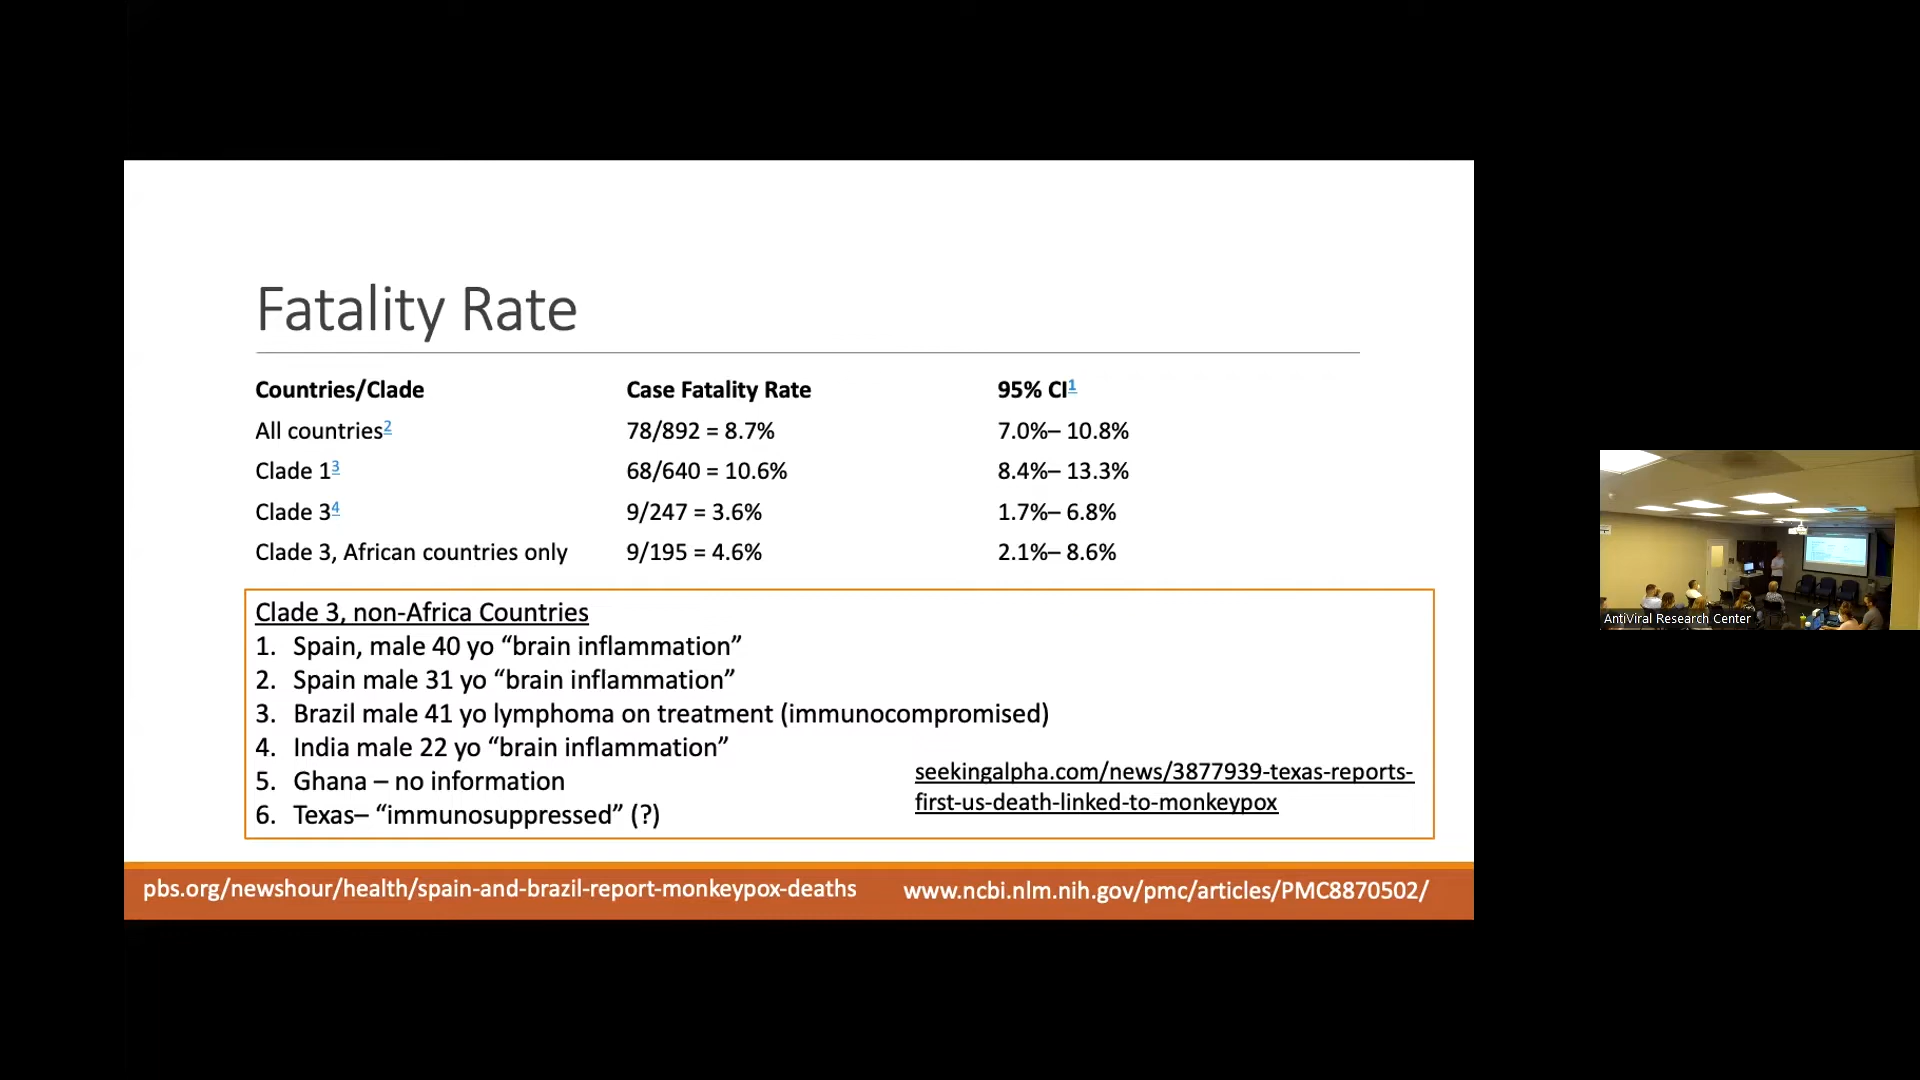 Fatality Rate
Countries/Clade Case Fatality Rate 95% CI1
All countries2 78/892 = 8.7% 7.0%– 10.8%
Clade 13 68/640 = 10.6% 8.4%– 13.3%
Clade 34 9/247 = 3.6% 1.7%– 6.8%
Clade 3, African countries only 9/195 = 4.6% 2.1%– 8.6%
Clade 3, non-Africa Countries
1. Spain, male 40 yo “brain inflammation”
2. Spain male 31 yo “brain inflammation”
3. Brazil male 41 yo lymphoma on treatment (immunocompromised)
4. India male 22 yo “brain inflammation”
5. Ghana – no information
6. Texas– “immunosuppressed” (?)
seekingalpha.com/news/3877939-texas-reports-
first-us-death-linked-to-monkeypox
pbs.org/newshour/health/spain-and-brazil-report-monkeypox-deaths
www.ncbi.nlm.nih.gov/pmc/articles/PMC8870502/
AntiViral Research Center